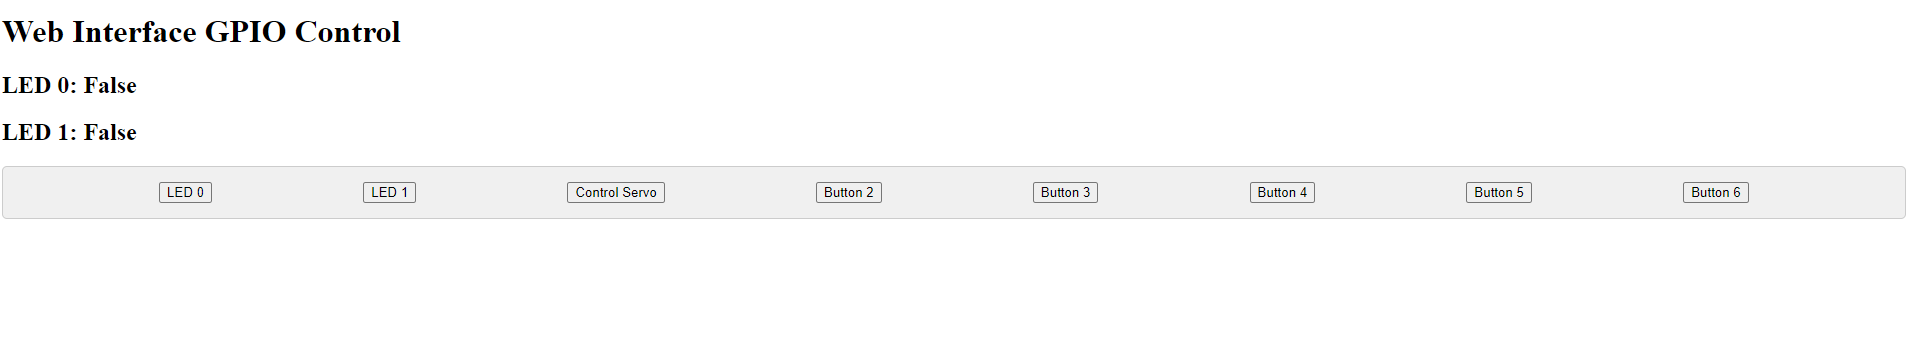 Web Interface GPIO Control
LED 0: False
LED 1: False
LED 0 LED 1 Control Servo Button 2 Button 3 Button 4 Button 5 Button 6